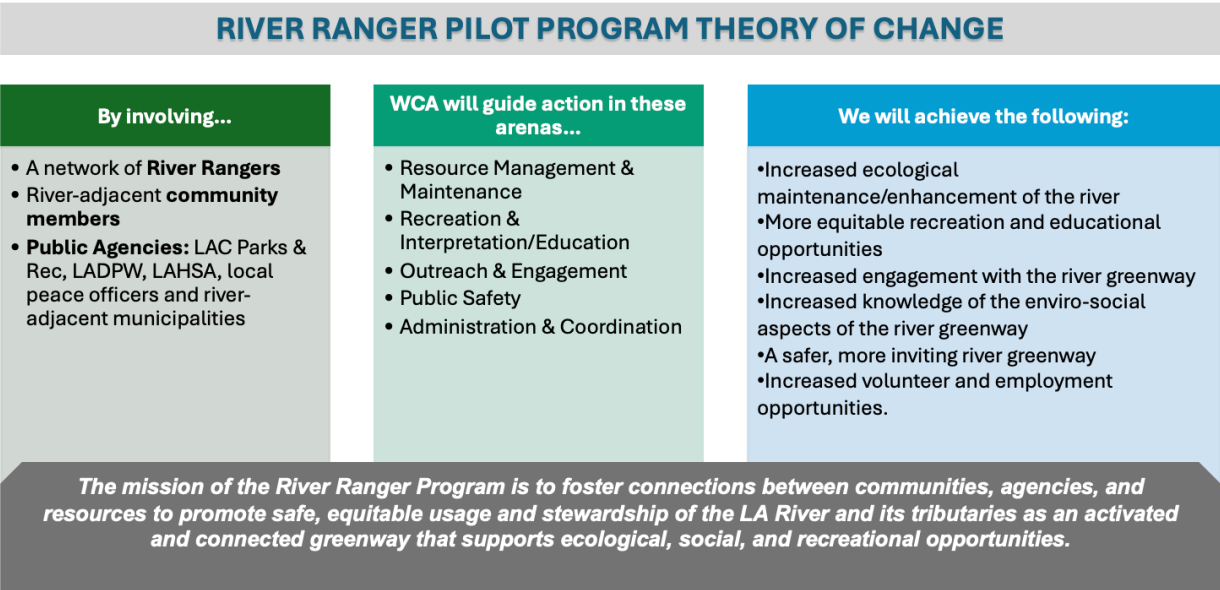 RIVER RANGER PILOT PROGRAM THEORY OF CHANGE
By involving...
• A network of River Rangers
• River-adjacent community
members
• Public Agencies: LAC Parks &
Rec, LADPW, LAHSA, local
peace officers and river-
adjacent municipalities
WCA will guide action in these
arenas...
• Resource Management &
Maintenance
• Recreation &
Interpretation/Education
• Outreach & Engagement
• Public Safety
• Administration & Coordination
We will achieve the following:
•Increased ecological
maintenance/enhancement of the river
•More equitable recreation and educational
opportunities
•Increased engagement with the river greenway
•Increased knowledge of the enviro-social
aspects of the river greenway
•A safer, more inviting river greenway
•Increased volunteer and employment
opportunities.
The mission of the River Ranger Program is to foster connections between communities, agencies, and
resources to promote safe, equitable usage and stewardship of the LA River and its tributaries as an activated
and connected greenway that supports ecological, social, and recreational opportunities.